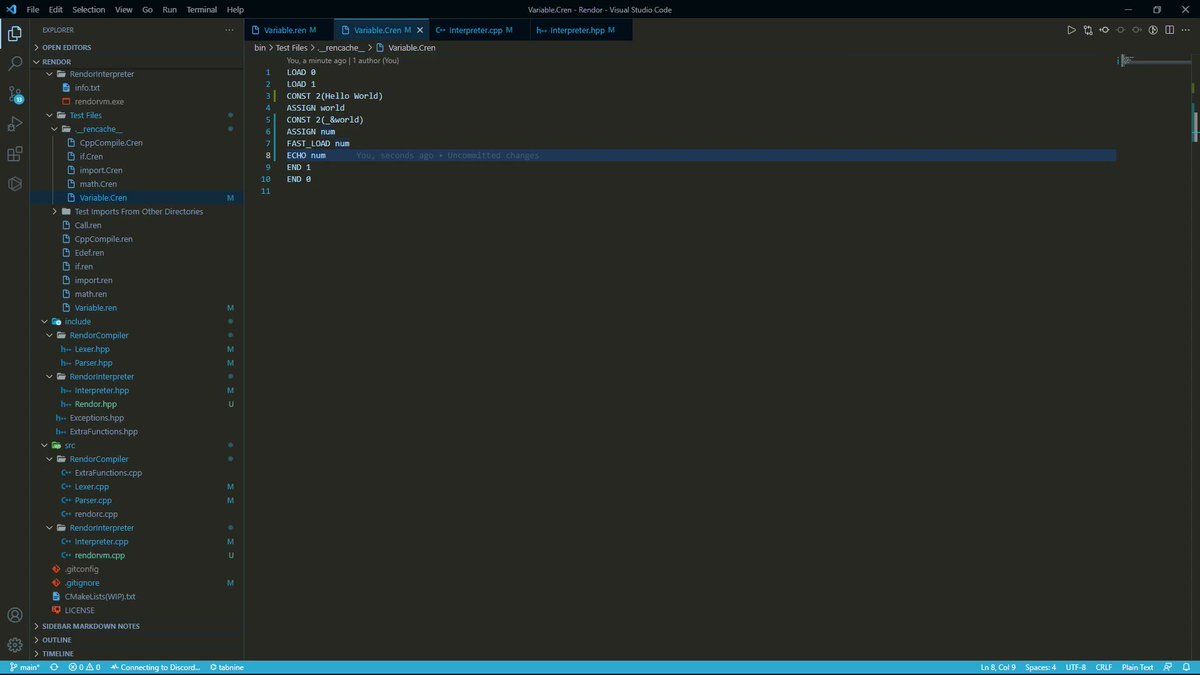 File Edit Selection View Go Run Terminal Help Variable.Cren - Rendor - Visual Studio Code
EXPLORER ···
Variable.ren M Variable.Cren M Interpreter.cpp M Interpreter.hpp M
bin > Test Files > .__rencache__ > Variable.Cren
OPEN EDITORS
RENDOR
RendorInterpreter
info.txt
rendorvm.exe
Test Files
.__rencache__
CppCompile.Cren
if.Cren
import.Cren
math.Cren
Variable.Cren M
Test Imports From Other Directories
Call.ren
CppCompile.ren
Edef.ren
if.ren
import.ren
math.ren
Variable.ren M
include
RendorCompiler
Lexer.hpp M
Parser.hpp M
RendorInterpreter
Interpreter.hpp M
Rendor.hpp U
Exceptions.hpp
ExtraFunctions.hpp
src
RendorCompiler
ExtraFunctions.cpp
Lexer.cpp M
Parser.cpp M
rendorc.cpp
RendorInterpreter
Interpreter.cpp M
rendorvm.cpp U
.gitconfig
.gitignore M
CMakeLists(WIP).txt
LICENSE
SIDEBAR MARKDOWN NOTES
OUTLINE
TIMELINE
You, a minute ago | 1 author (You)
1 LOAD 0
2 LOAD 1
3 CONST 2(Hello World)
4 ASSIGN world
5 CONST 2(_&world)
6 ASSIGN num
7 FAST_LOAD num
8 ECHO num You, seconds ago • Uncommitted changes
9 END 1
10 END 0
11
13
main* 0 0 Connecting to Discord... tabnine Ln 8, Col 9 Spaces: 4 UTF-8 CRLF Plain Text